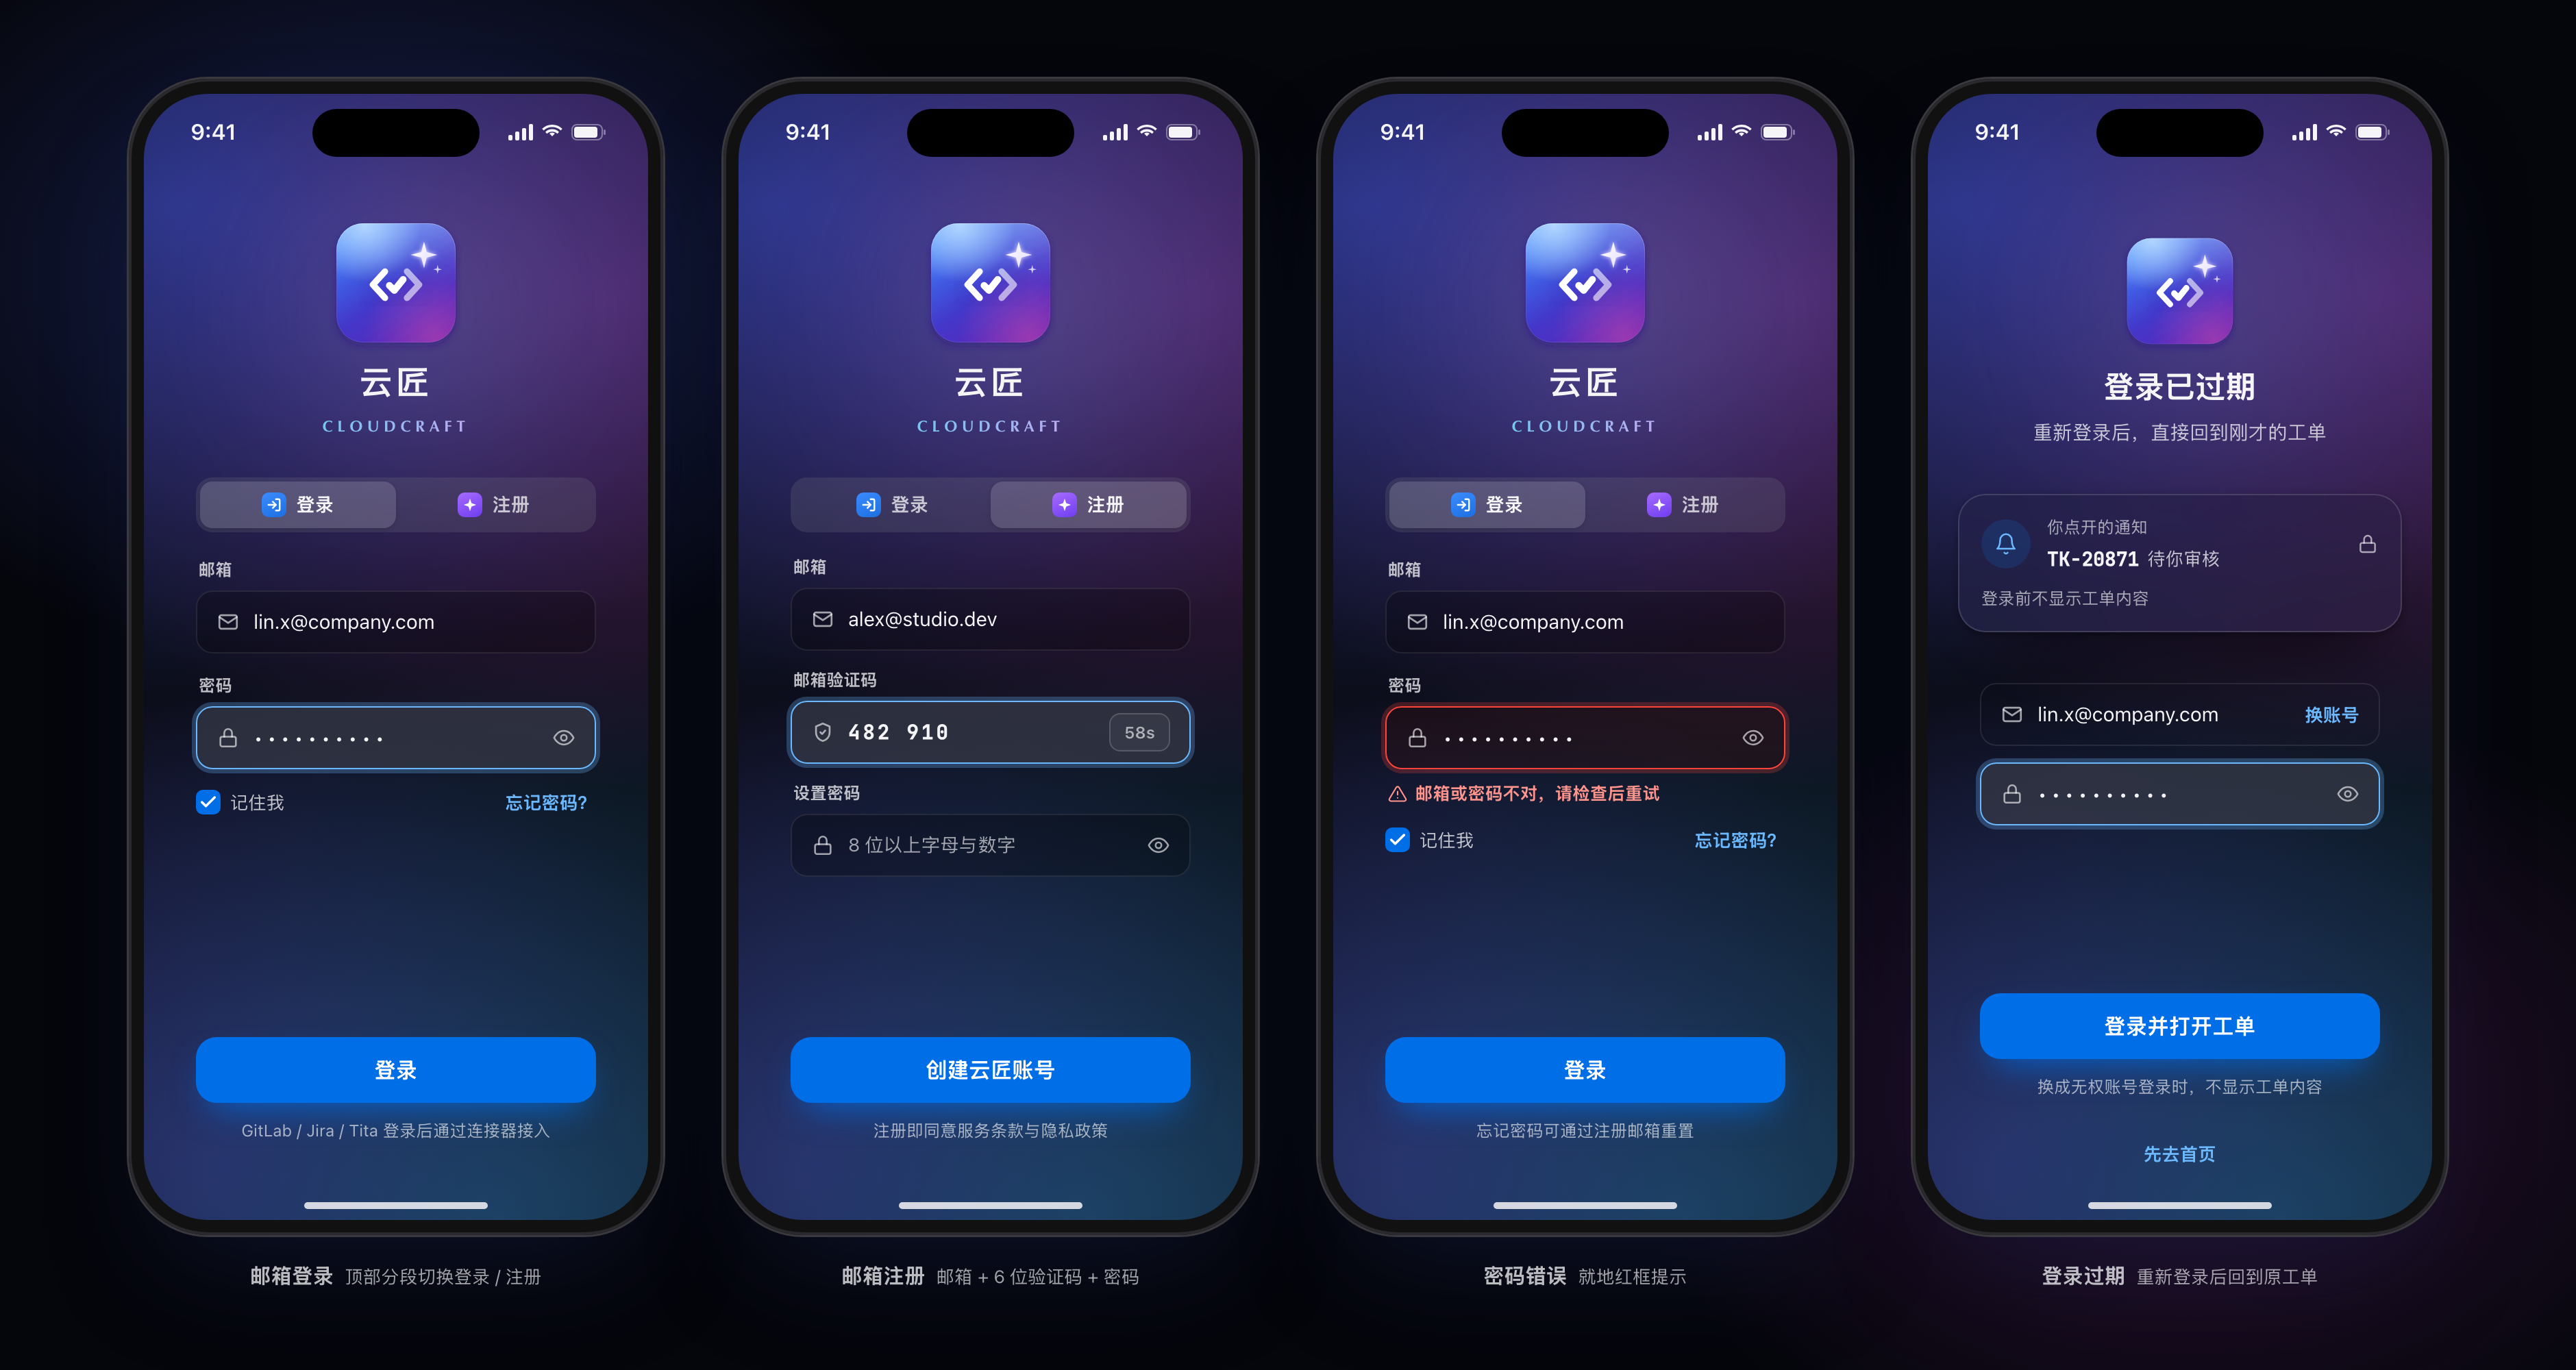 9:41
云匠
CLOUDCRAFT
登录 注册
邮箱
lin.x@company.com
密码
••••••••••
记住我 忘记密码?
登录
GitLab / Jira / Tita 登录后通过连接器接入
邮箱登录 顶部分段切换登录 / 注册
9:41
云匠
CLOUDCRAFT
登录 注册
邮箱
alex@studio.dev
邮箱验证码
482 910 58s
设置密码
8 位以上字母与数字
创建云匠账号
注册即同意服务条款与隐私政策
邮箱注册 邮箱 + 6 位验证码 + 密码
9:41
云匠
CLOUDCRAFT
登录 注册
邮箱
lin.x@company.com
密码
••••••••••
邮箱或密码不对，请检查后重试
记住我 忘记密码?
登录
忘记密码可通过注册邮箱重置
密码错误 就地红框提示
9:41
登录已过期
重新登录后，直接回到刚才的工单
你点开的通知
TK-20871 待你审核
登录前不显示工单内容
lin.x@company.com 换账号
••••••••••
登录并打开工单
换成无权账号登录时，不显示工单内容
先去首页
登录过期 重新登录后回到原工单